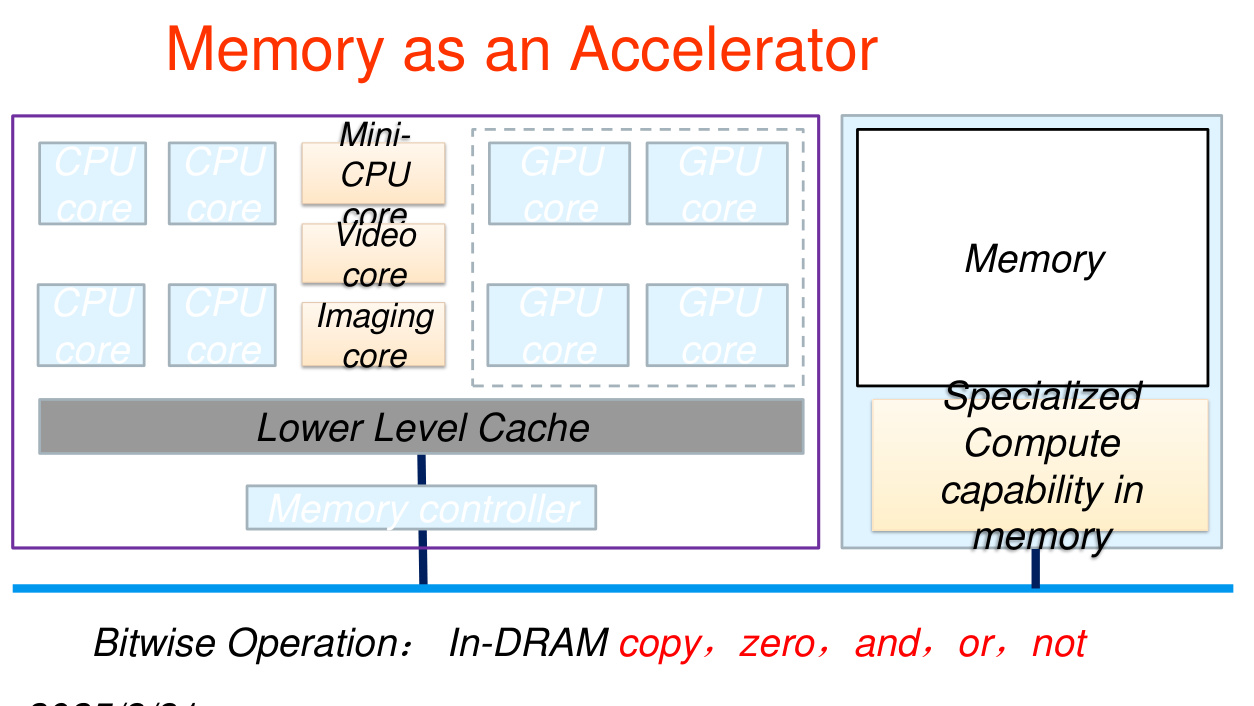 Memory as an Accelerator
CPU
core
CPU
core
Mini-
CPU
core
GPU
core
GPU
core
Video
core
CPU
core
CPU
core
Imaging
core
GPU
core
GPU
core
Memory
Lower Level Cache
Specialized
Compute
capability in
memory
Memory controller
Bitwise Operation： In-DRAM copy，zero，and，or，not